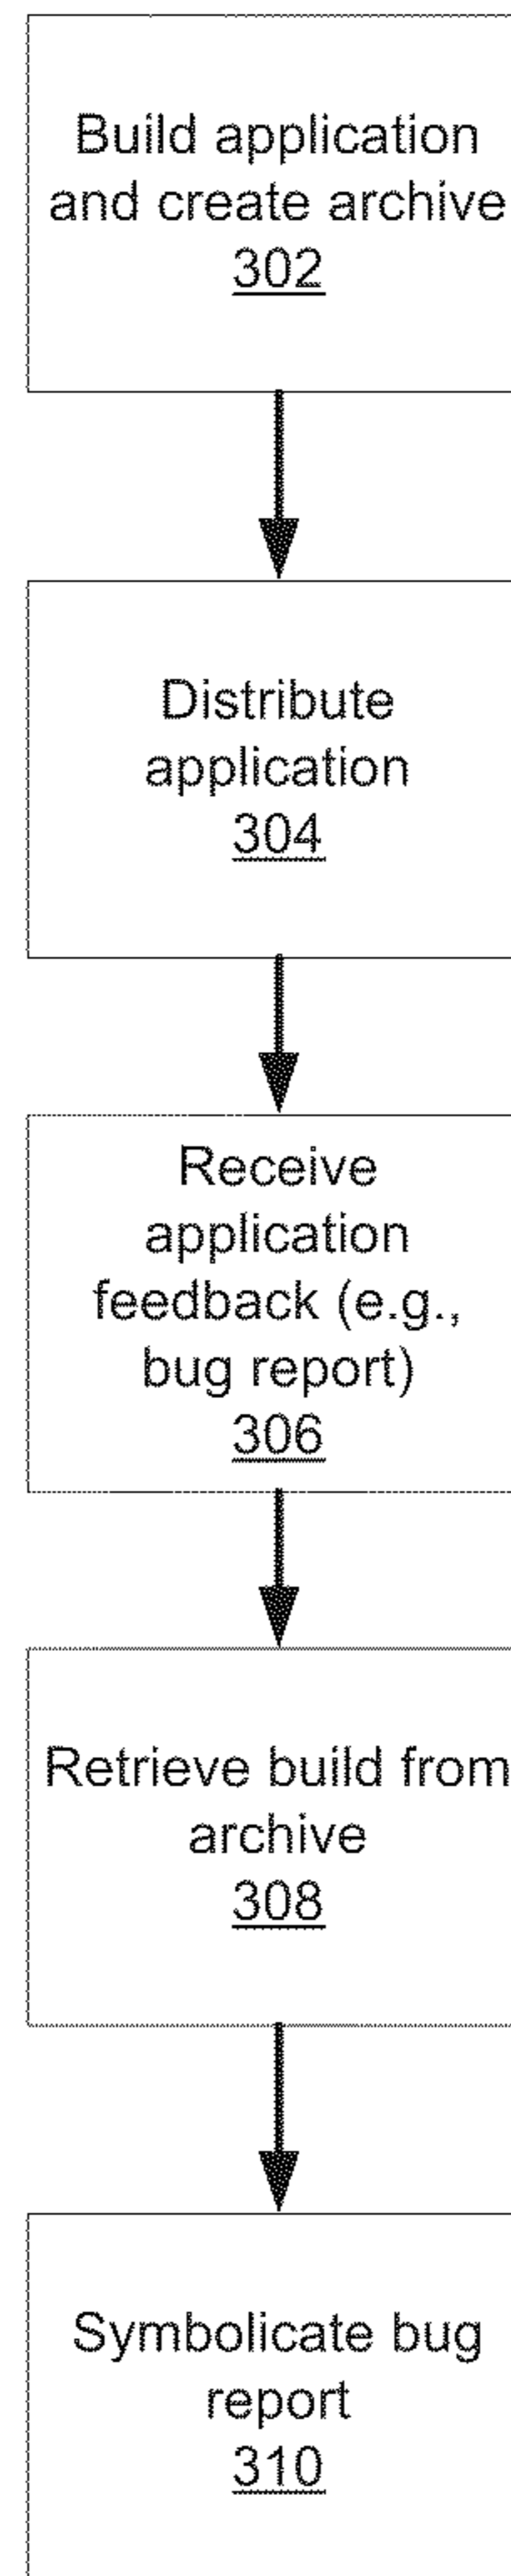 Build application
and create archive
302
Distribute
application
304
Receive
application
feedback (e.g.,
bug report)
306
Retrieve build from
archive
308
Symbolicate bug
report
310